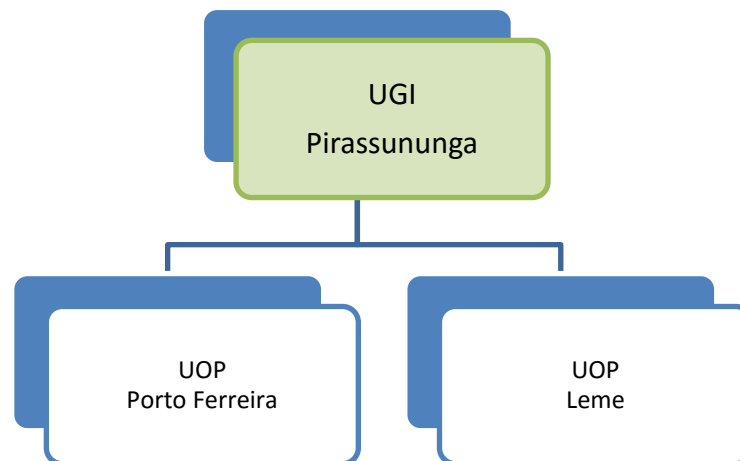 UGI
Pirassununga
UOP
Porto Ferreira
UOP
Leme